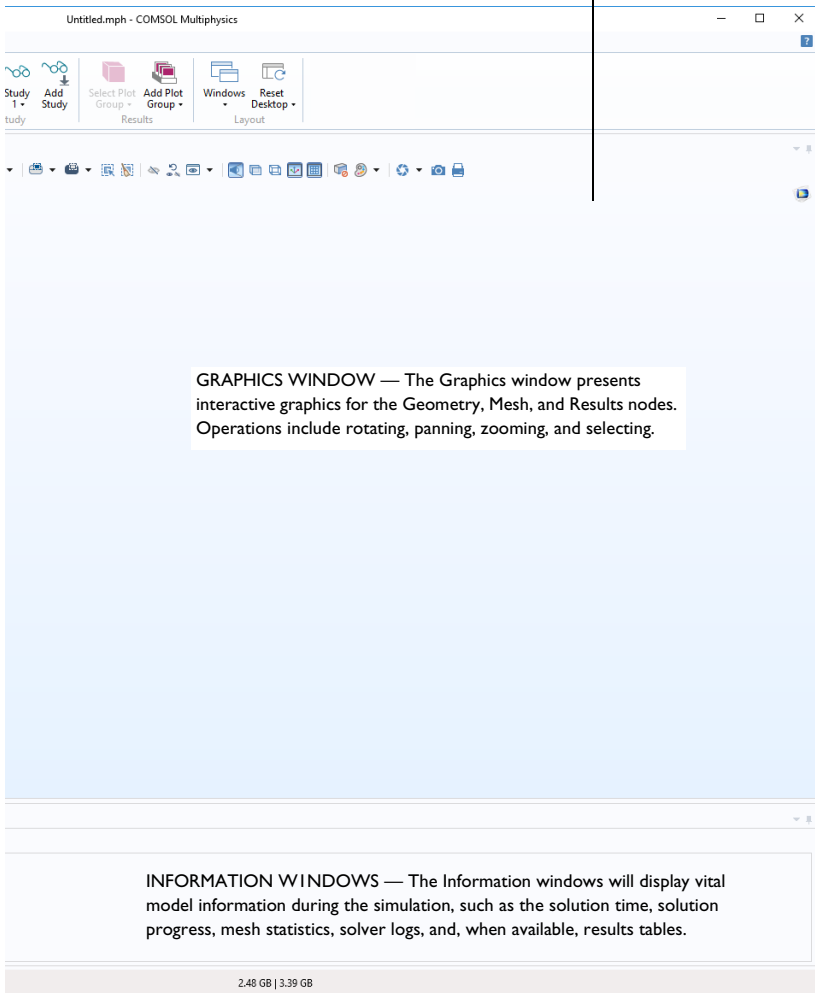 Untitled.mph - COMSOL Multiphysics
?
Study
1
Add
Study
Select Plot
Group
Add Plot
Group
Windows
Reset
Desktop
tudy
Results
Layout
GRAPHICS WINDOW — The Graphics window presents
interactive graphics for the Geometry, Mesh, and Results nodes.
Operations include rotating, panning, zooming, and selecting.
INFORMATION WINDOWS — The Information windows will display vital
model information during the simulation, such as the solution time, solution
progress, mesh statistics, solver logs, and, when available, results tables.
2.48 GB | 3.39 GB